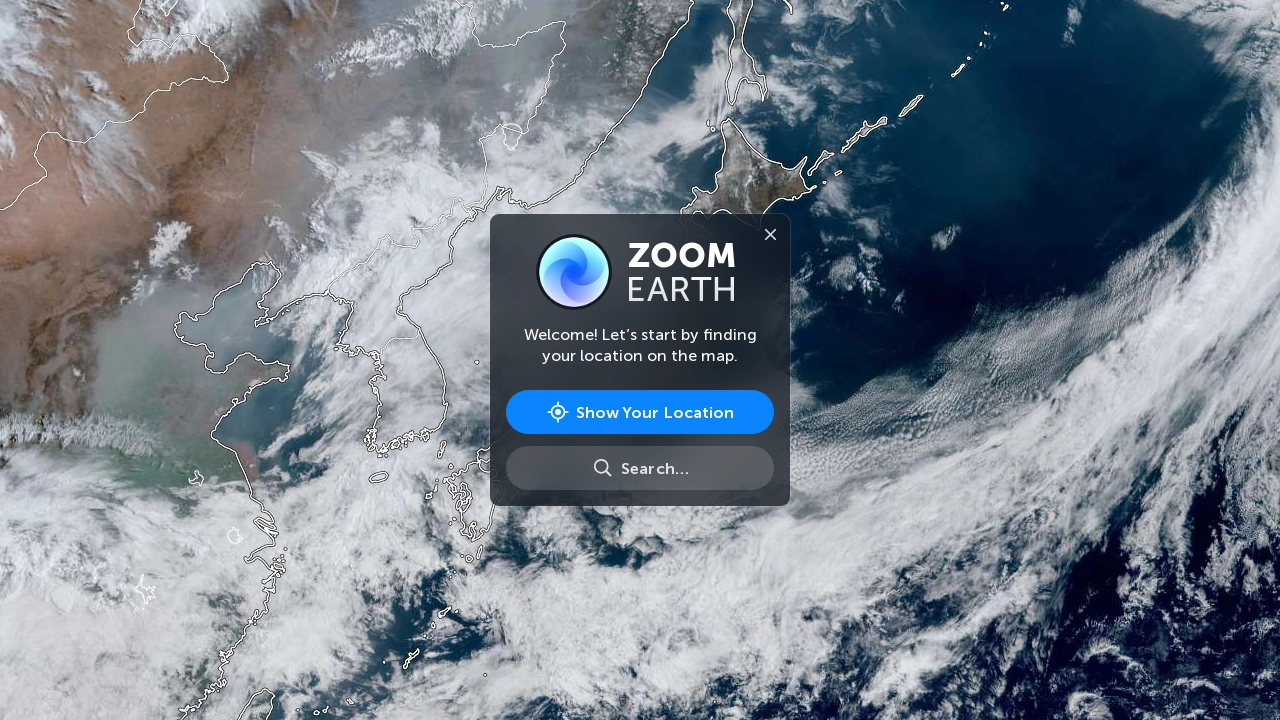 ZOOM
EARTH
Welcome! Let’s start by finding
your location on the map.
Show Your Location
Search...